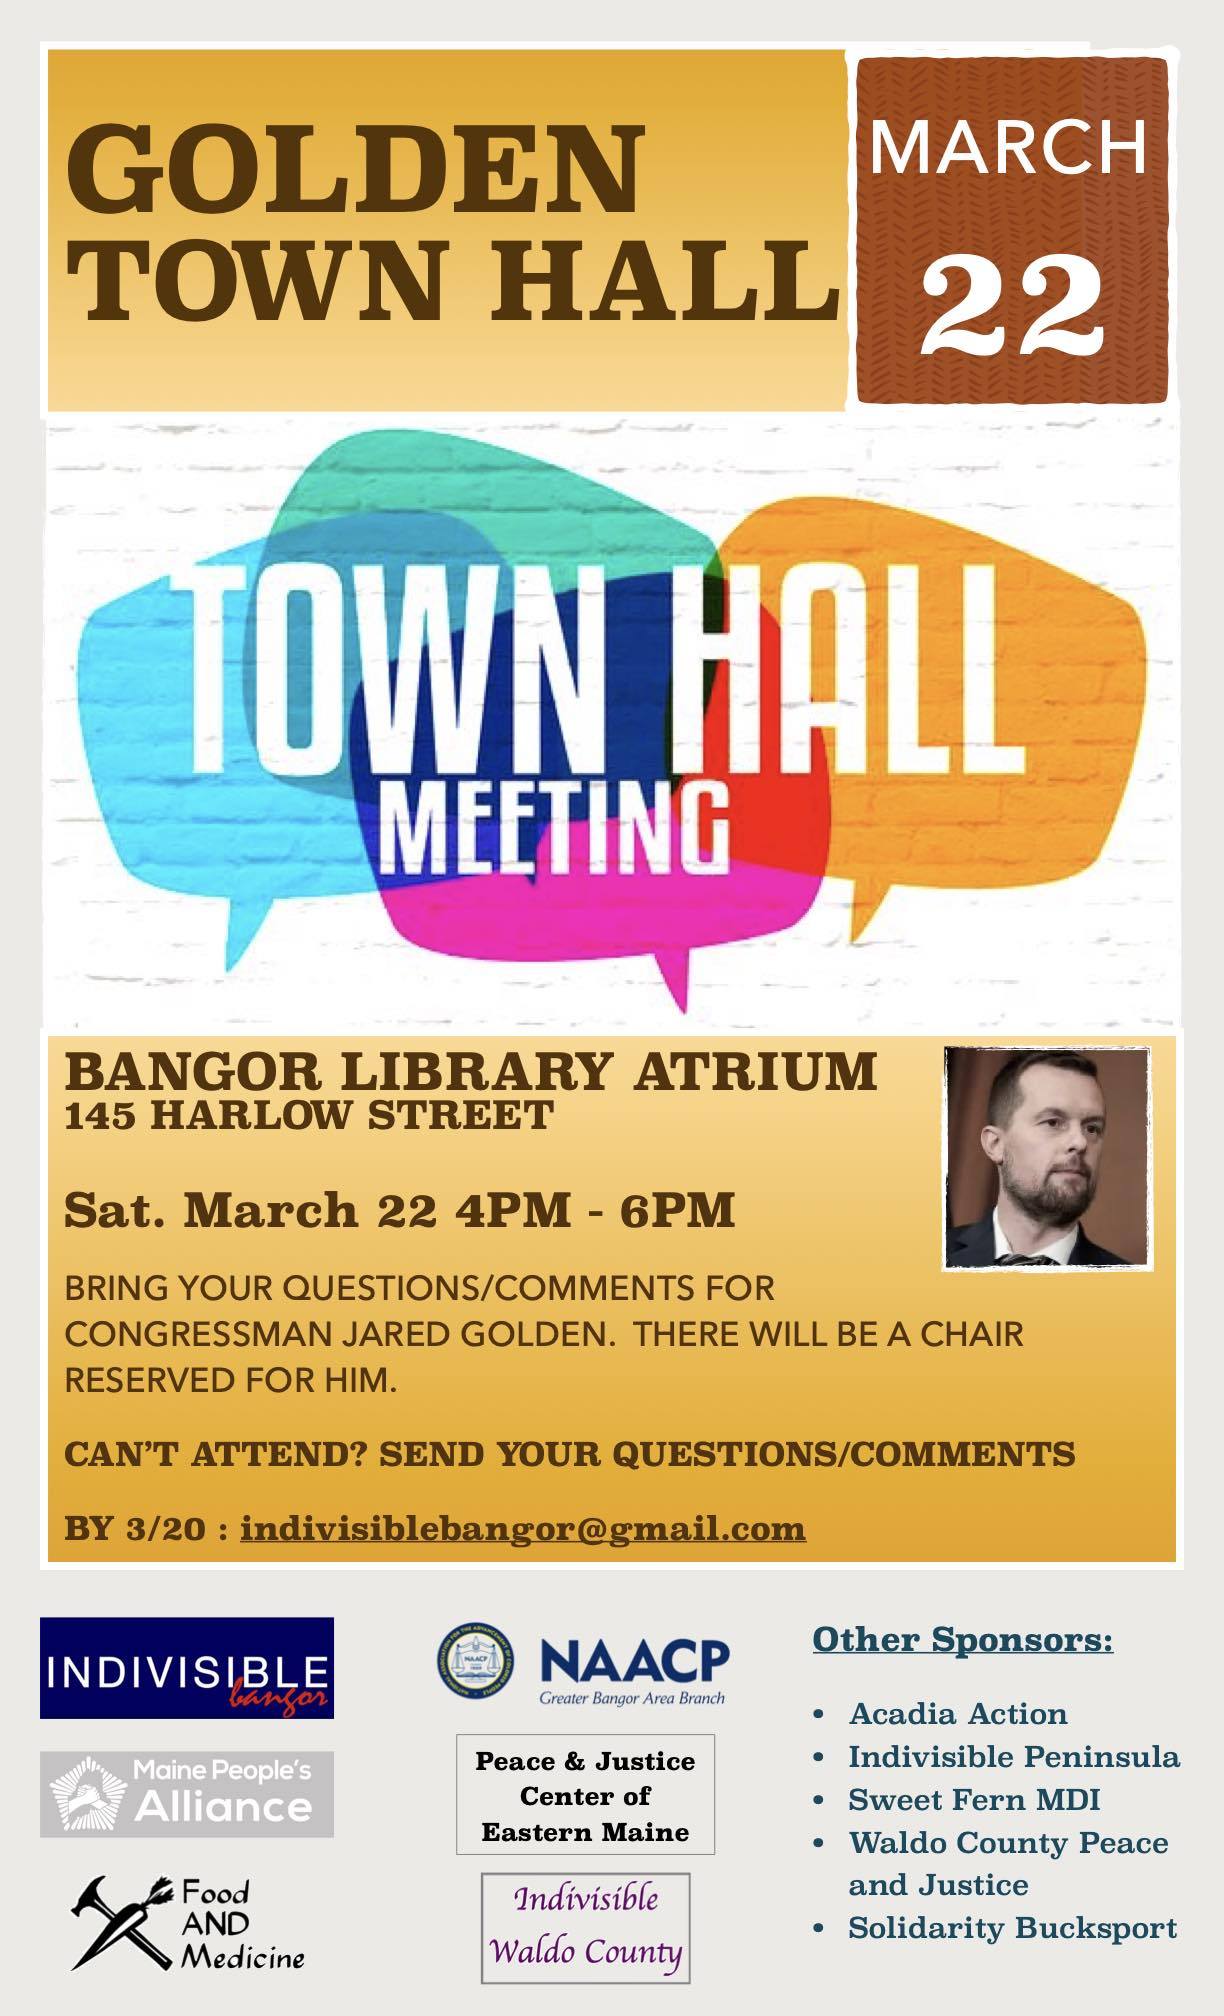 GOLDEN
TOWN HALL
MARCH
22
TOWN HALL
MEETING
BANGOR LIBRARY ATRIUM
145 HARLOW STREET
Sat. March 22 4PM - 6PM
BRING YOUR QUESTIONS/COMMENTS FOR
CONGRESSMAN JARED GOLDEN.  THERE WILL BE A CHAIR
RESERVED FOR HIM.
CAN'T ATTEND? SEND YOUR QUESTIONS/COMMENTS
BY 3/20 : indivisiblebangor@gmail.com
INDIVISIBLE
bangor
Maine People's
Alliance
Food
AND
Medicine
NAACP
NAACP
Greater Bangor Area Branch
Peace & Justice
Center of
Eastern Maine
Indivisible
Waldo County
Other Sponsors:
• Acadia Action
• Indivisible Peninsula
• Sweet Fern MDI
• Waldo County Peace
and Justice
• Solidarity Bucksport